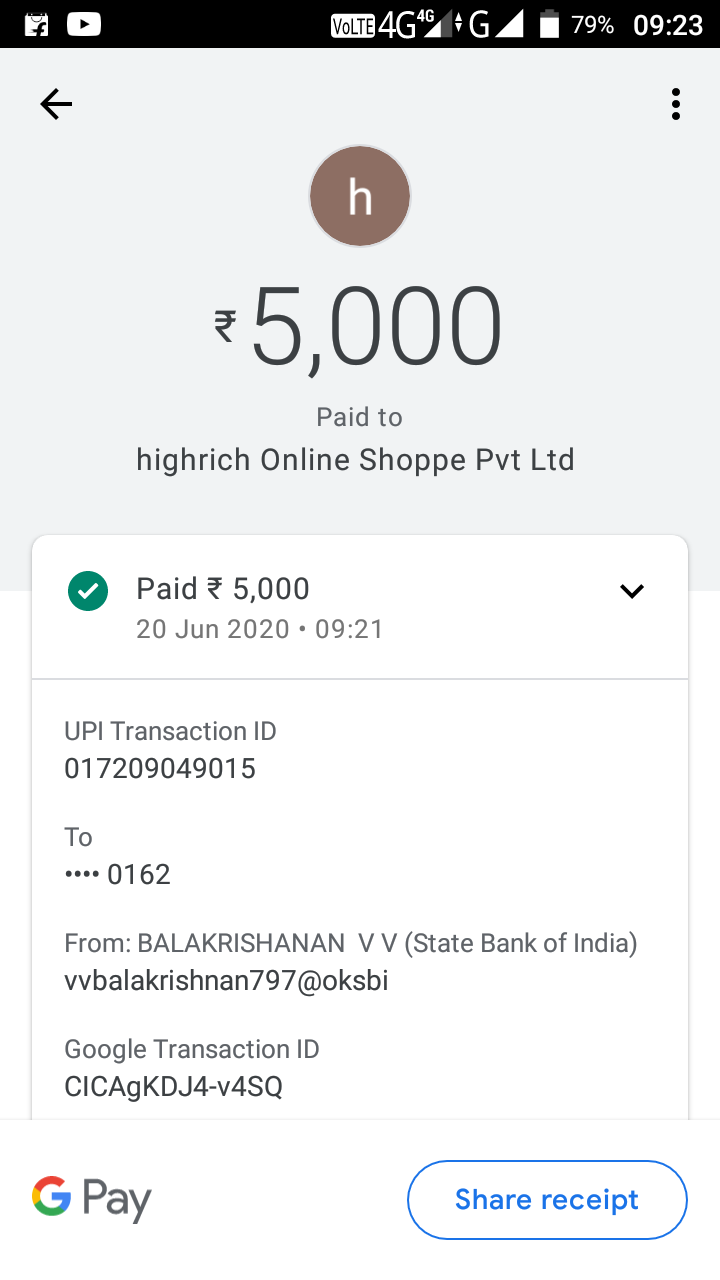 VoLTE 4G 4G G 79% 09:23
h
₹5,000
Paid to
highrich Online Shoppe Pvt Ltd
Paid ₹ 5,000
20 Jun 2020 • 09:21
UPI Transaction ID
017209049015
To
•••• 0162
From: BALAKRISHANAN  V V (State Bank of India)
vvbalakrishnan797@oksbi
Google Transaction ID
CICAgKDJ4-v4SQ
G Pay
Share receipt